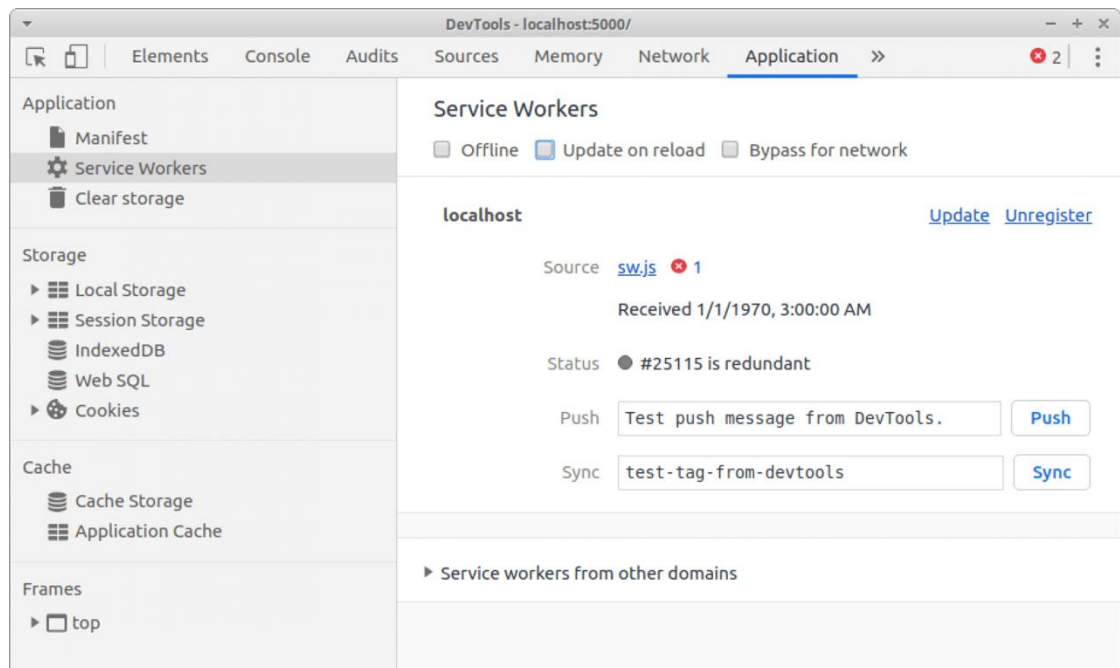 DevTools - localhost:5000/
Elements Console Audits Sources Memory Network Application » 2
Application
Manifest
Service Workers
Clear storage
Storage
Local Storage
Session Storage
IndexedDB
Web SQL
Cookies
Cache
Cache Storage
Application Cache
Frames
top
Service Workers
Offline Update on reload Bypass for network
localhost Update Unregister
Source sw.js 1
Received 1/1/1970, 3:00:00 AM
Status #25115 is redundant
Push Test push message from DevTools. Push
Sync test-tag-from-devtools Sync
Service workers from other domains